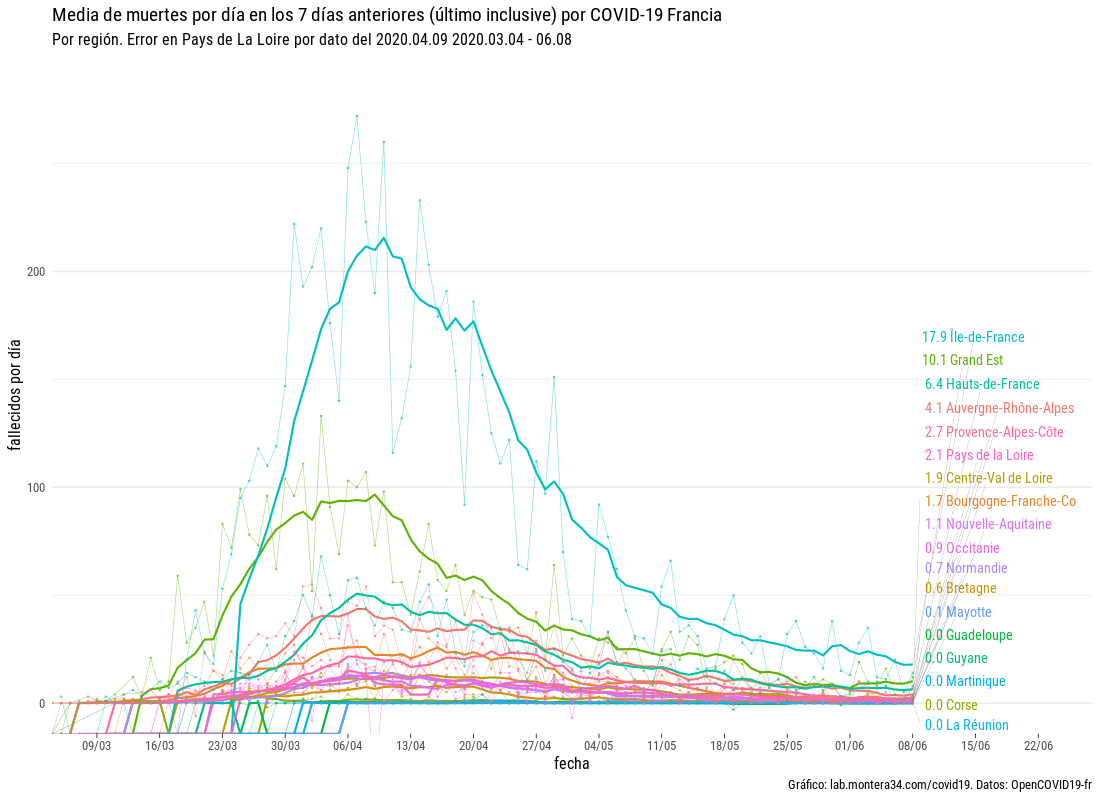 Media de muertes por día en los 7 días anteriores (último inclusive) por COVID-19 Francia
Por región. Error en Pays de La Loire por dato del 2020.04.09 2020.03.04 - 06.08
fallecidos por día
200
100
0
17.9 Île-de-France
10.1 Grand Est
6.4 Hauts-de-France
4.1 Auvergne-Rhône-Alpes
2.7 Provence-Alpes-Côte
2.1 Pays de la Loire
1.9 Centre-Val de Loire
1.7 Bourgogne-Franche-Co
1.1 Nouvelle-Aquitaine
0.9 Occitanie
0.7 Normandie
0.6 Bretagne
0.1 Mayotte
0.0 Guadeloupe
0.0 Guyane
0.0 Martinique
0.0 Corse
0.0 La Réunion
09/03 16/03 23/03 30/03 06/04 13/04 20/04 27/04 04/05 11/05 18/05 25/05 01/06 08/06 15/06 22/06
fecha
Gráfico: lab.montera34.com/covid19. Datos: OpenCOVID19-fr